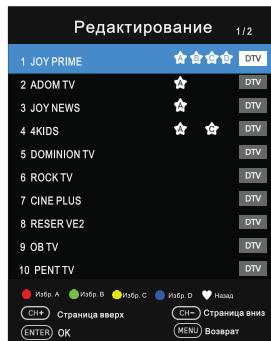 Редактирование 1/2
1 JOY PRIME A B C D DTV
2 ADOM TV A DTV
3 JOY NEWS A DTV
4 4KIDS A C DTV
5 DOMINION TV DTV
6 ROCK TV DTV
7 CINE PLUS DTV
8 RESER VE2 DTV
9 OB TV DTV
10 PENT TV DTV
Избр. A Избр. B Избр. C Избр. D Назад
CH+ Страница вверх CH- Страница вниз
ENTER OK MENU Возврат